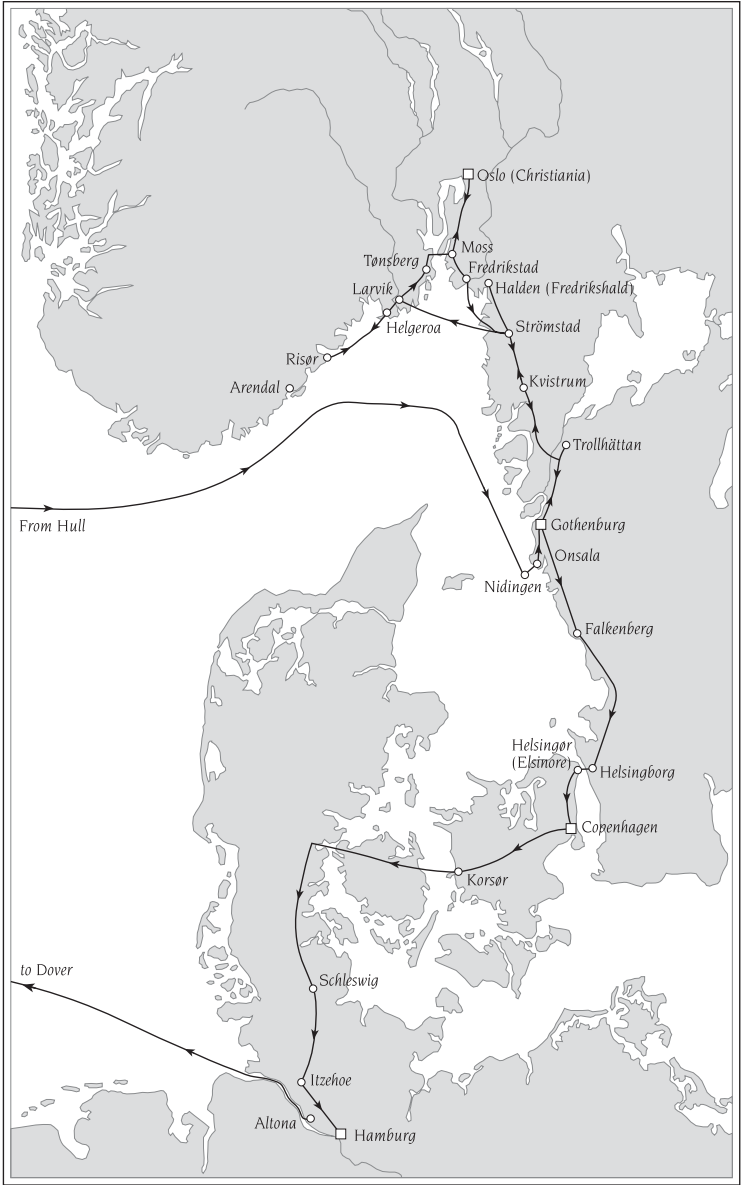 Oslo (Christiania)
Moss
Tønsberg
Fredrikstad
Larvik
Halden (Fredrikshald)
Helgeroa
Strömstad
Risør
Arendal
Kvistrum
Trollhättan
From Hull
Gothenburg
Onsala
Nidingen
Falkenberg
Helsingør
(Elsinore)
Helsingborg
Copenhagen
Korsør
to Dover
Schleswig
Itzehoe
Altona
Hamburg